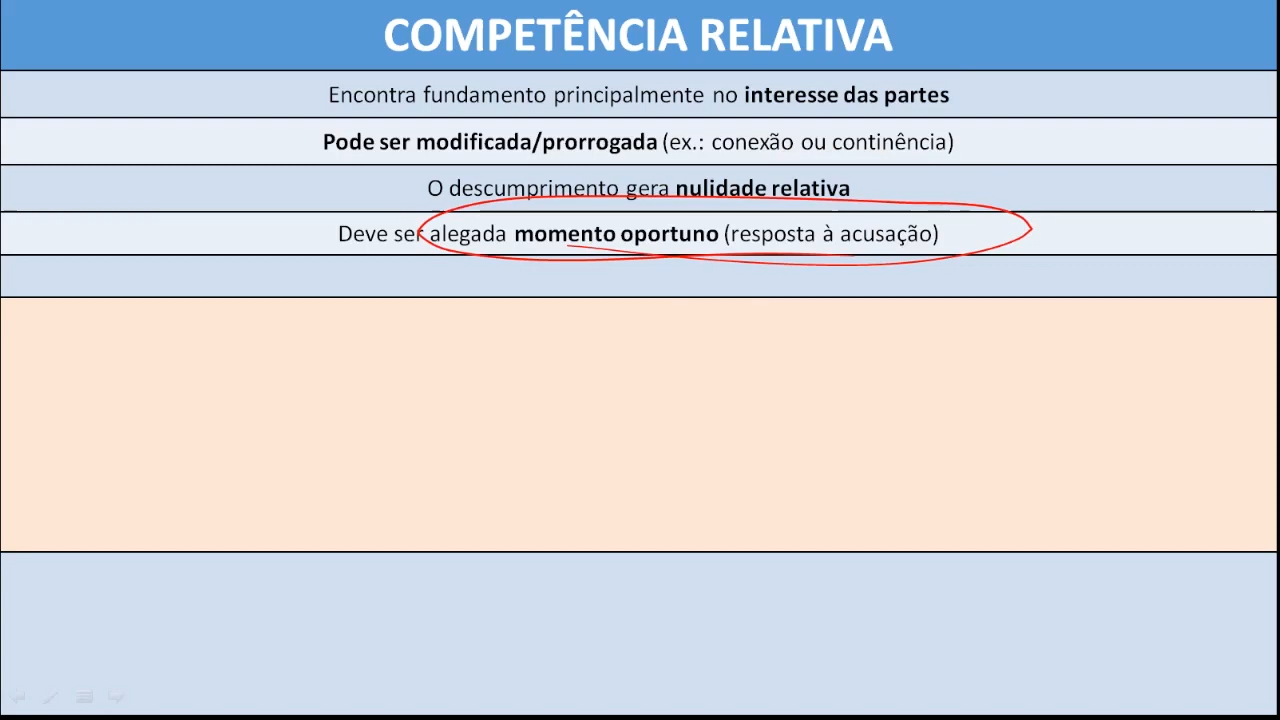 COMPETÊNCIA RELATIVA
Encontra fundamento principalmente no interesse das partes
Pode ser modificada/prorrogada (ex.: conexão ou continência)
O descumprimento gera nulidade relativa
Deve ser alegada momento oportuno (resposta à acusação)